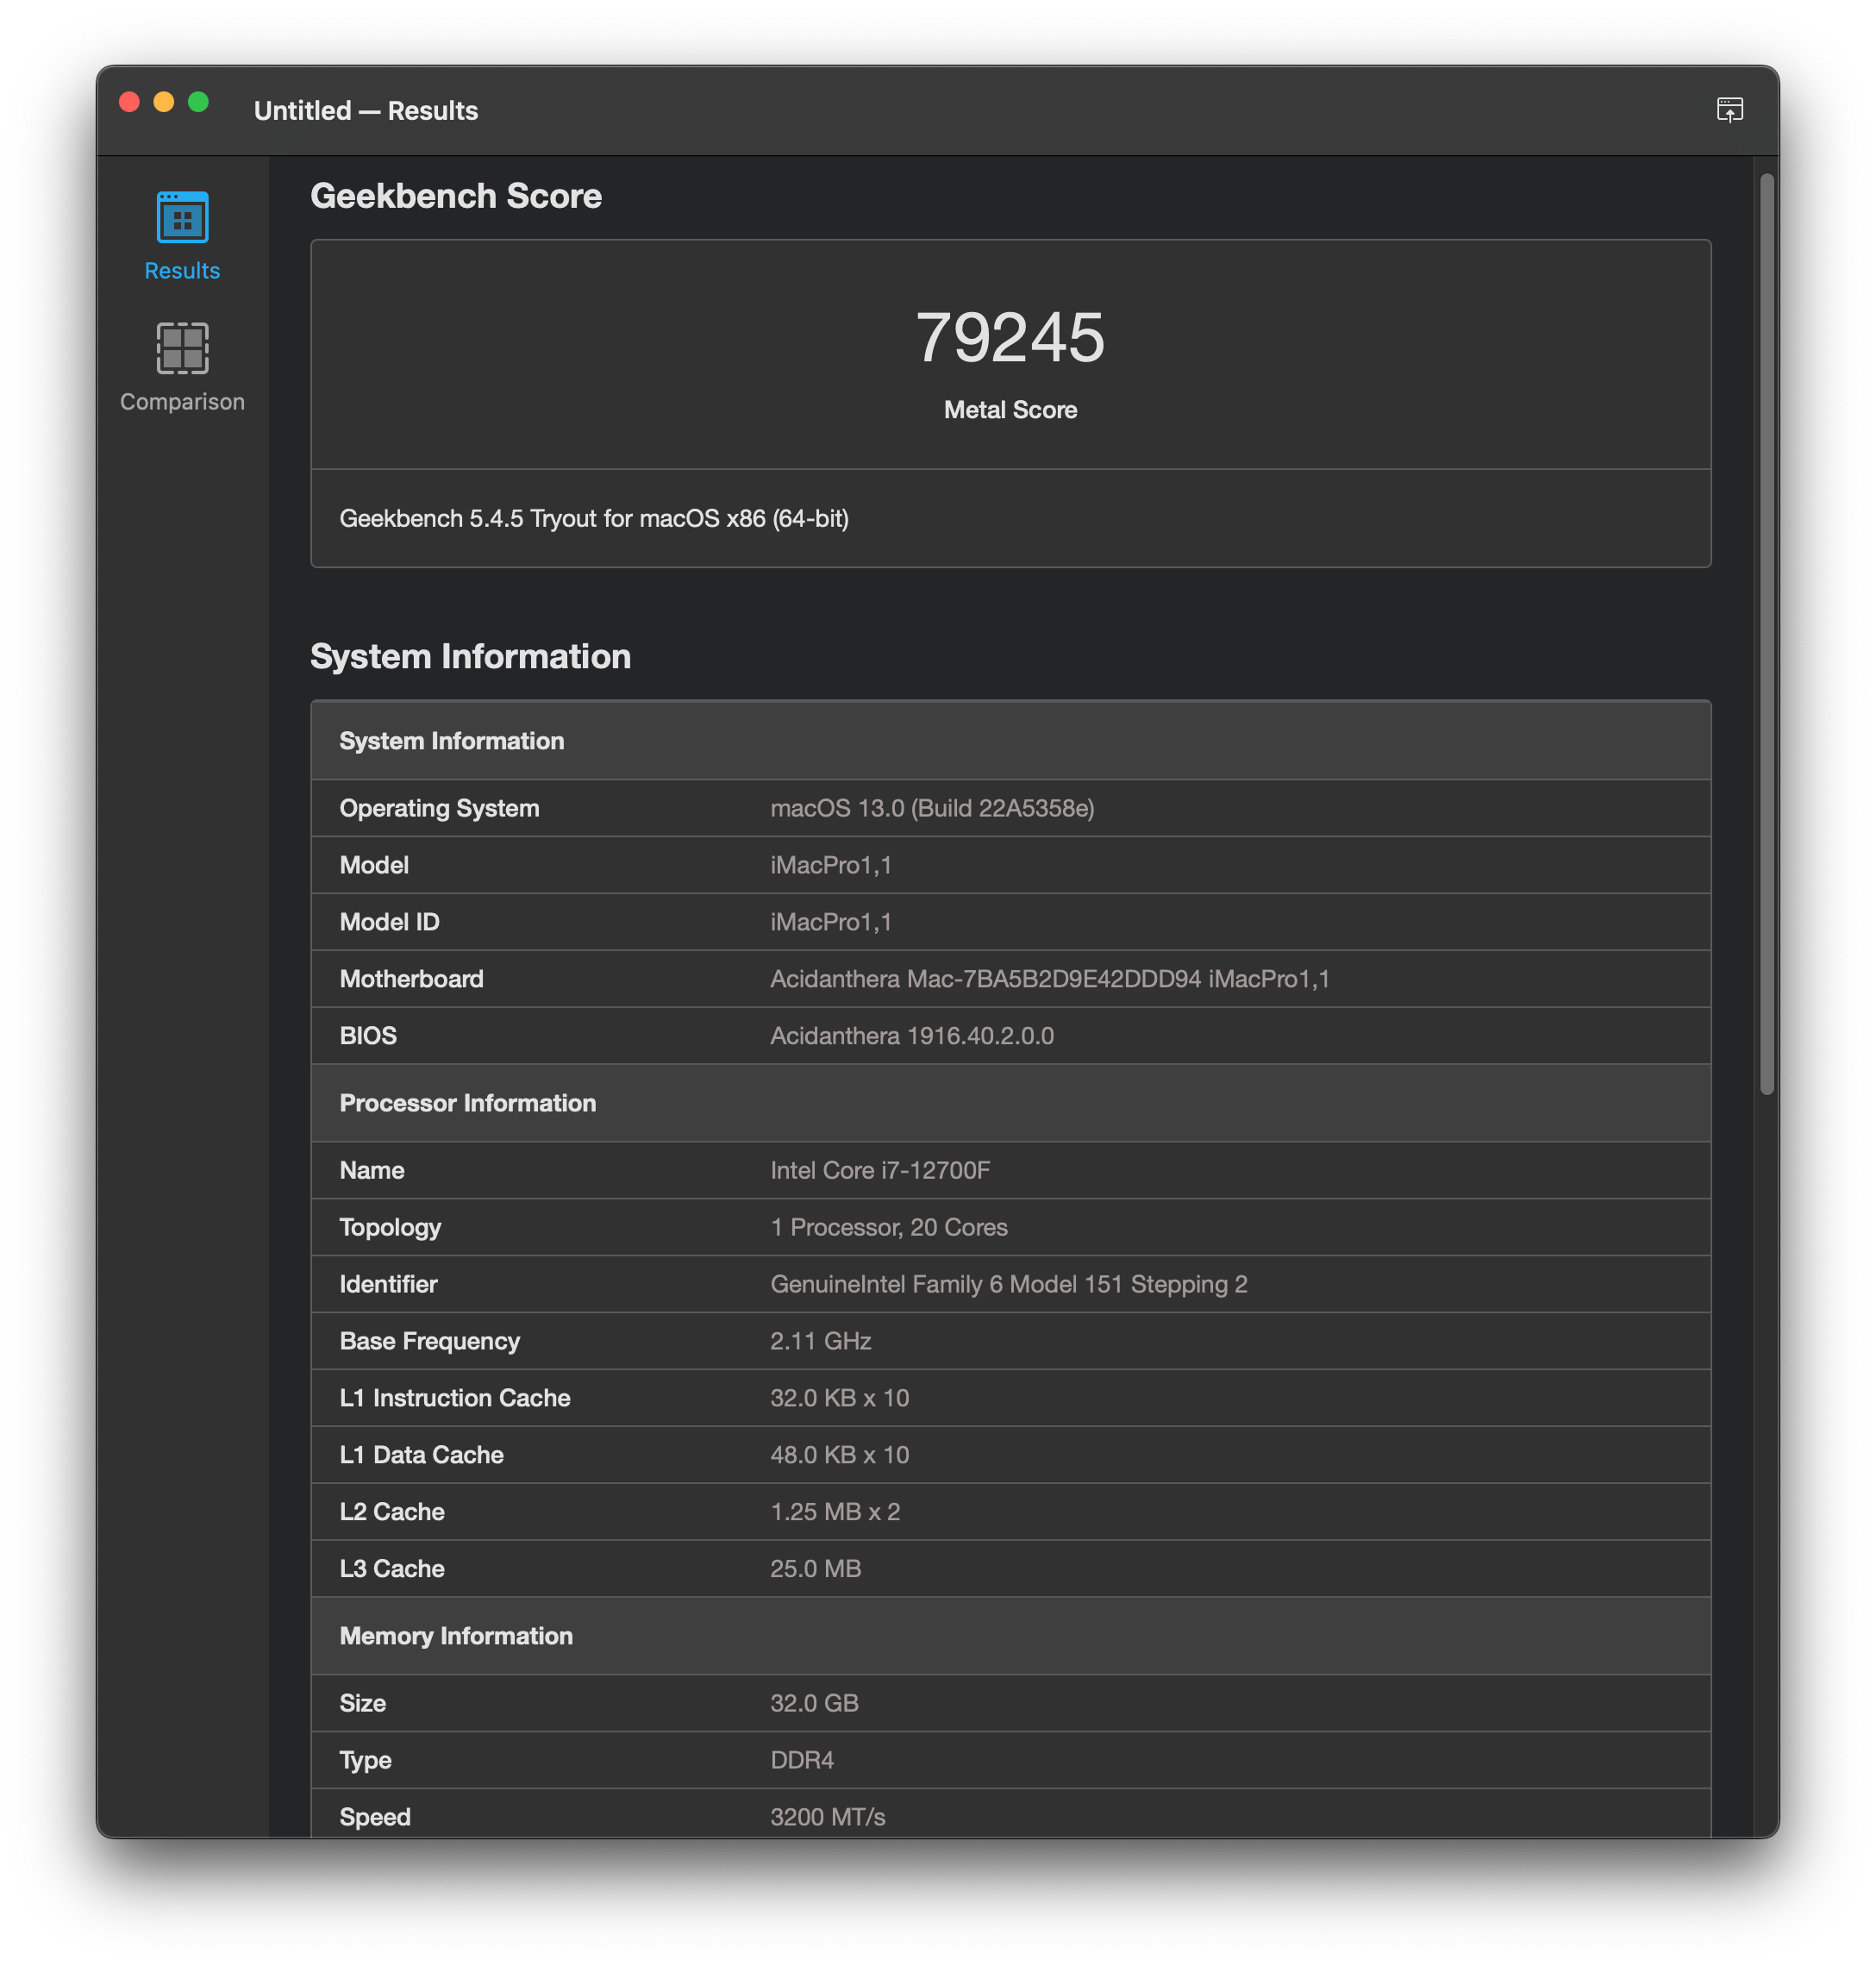 Untitled — Results
Results
Comparison
Geekbench Score
79245
Metal Score
Geekbench 5.4.5 Tryout for macOS x86 (64-bit)
System Information
System Information
Operating System macOS 13.0 (Build 22A5358e)
Model iMacPro1,1
Model ID iMacPro1,1
Motherboard Acidanthera Mac-7BA5B2D9E42DDD94 iMacPro1,1
BIOS Acidanthera 1916.40.2.0.0
Processor Information
Name Intel Core i7-12700F
Topology 1 Processor, 20 Cores
Identifier GenuineIntel Family 6 Model 151 Stepping 2
Base Frequency 2.11 GHz
L1 Instruction Cache 32.0 KB x 10
L1 Data Cache 48.0 KB x 10
L2 Cache 1.25 MB x 2
L3 Cache 25.0 MB
Memory Information
Size 32.0 GB
Type DDR4
Speed 3200 MT/s